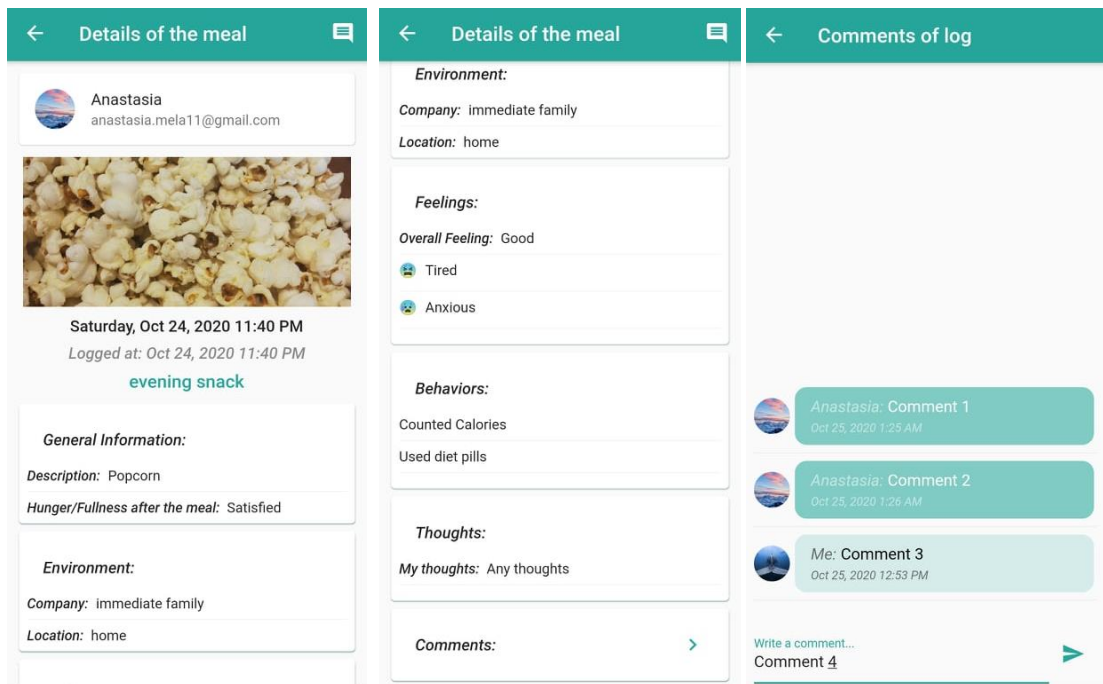 Details of the meal
Anastasia
anastasia.mela11@gmail.com
Saturday, Oct 24, 2020 11:40 PM
Logged at: Oct 24, 2020 11:40 PM
evening snack
General Information:
Description: Popcorn
Hunger/Fullness after the meal: Satisfied
Environment:
Company: immediate family
Location: home
Details of the meal
Environment:
Company: immediate family
Location: home
Feelings:
Overall Feeling: Good
Tired
Anxious
Behaviors:
Counted Calories
Used diet pills
Thoughts:
My thoughts: Any thoughts
Comments:
Comments of log
Anastasia: Comment 1
Oct 25, 2020 1:25 AM
Anastasia: Comment 2
Oct 25, 2020 1:26 AM
Me: Comment 3
Oct 25, 2020 12:53 PM
Write a comment...
Comment 4